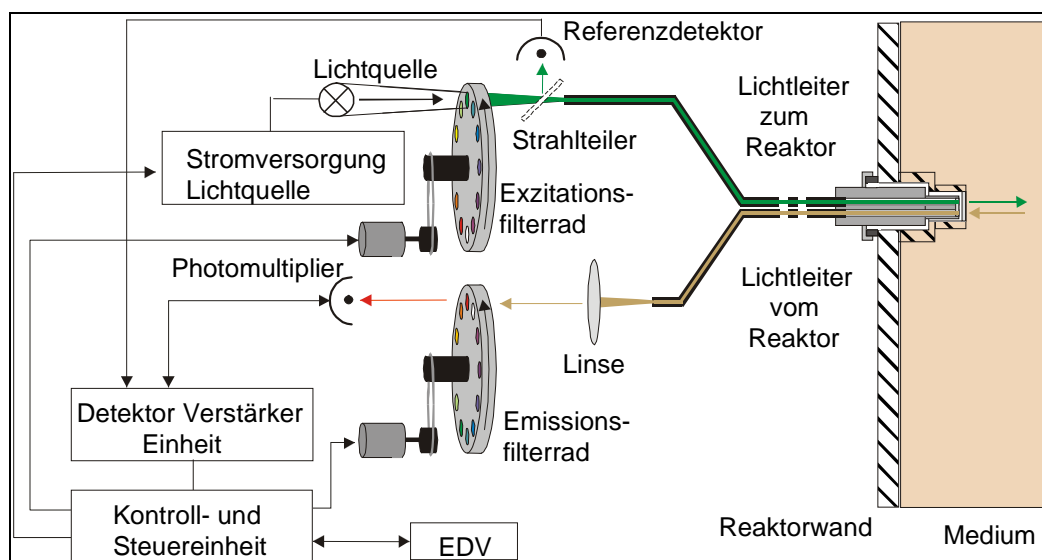 Referenzdetektor
Lichtquelle
Lichtleiter
zum
Reaktor
Strahlteiler
Stromversorgung
Lichtquelle
Exzitations-
filterrad
Photomultiplier
Lichtleiter
vom
Reaktor
Linse
Detektor Verstärker
Einheit
Emissions-
filterrad
Kontroll- und
Steuereinheit
EDV
Reaktorwand
Medium